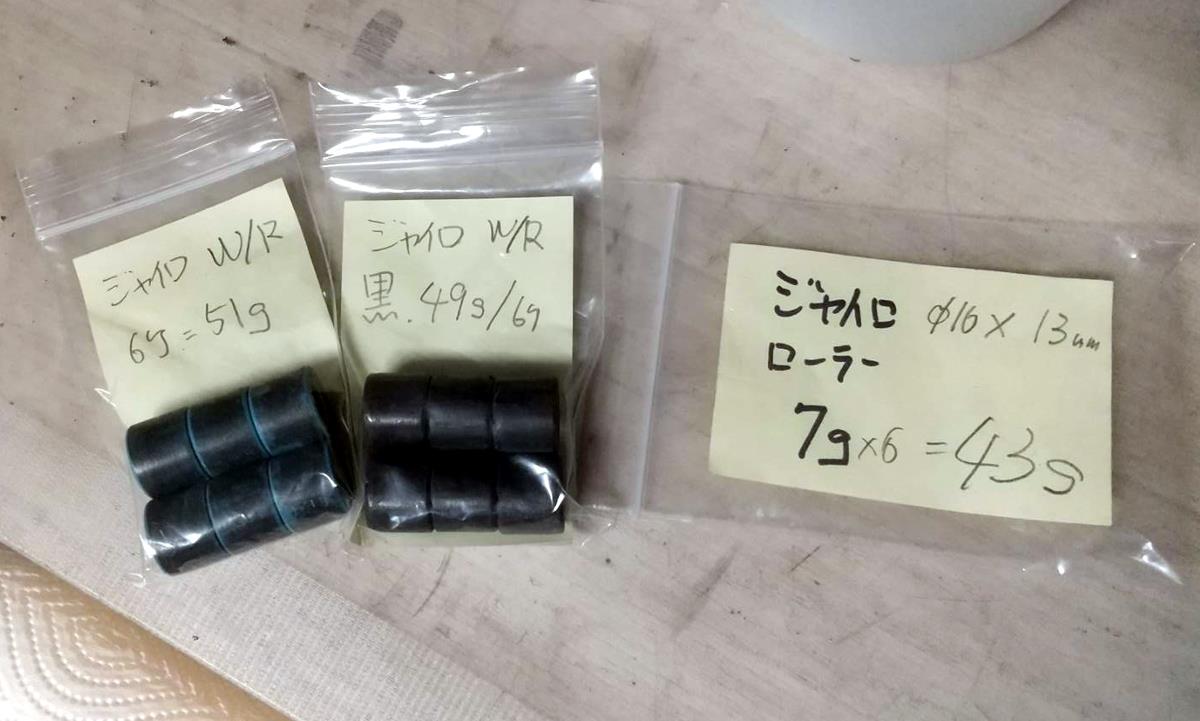 ジャイロ W/R
6ケ=51g
ジャイロ W/R
黒. 49g/6ケ
ジャイロ φ16×13mm
ローラー
7g×6=43g